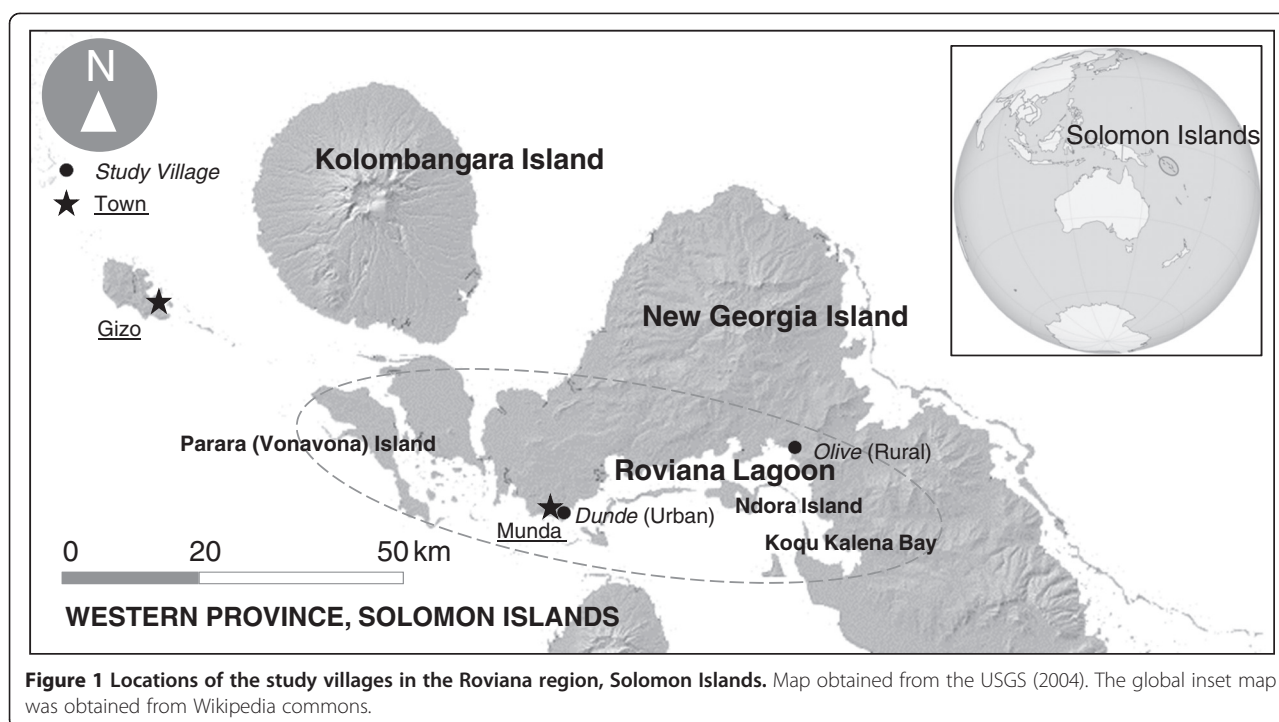 N
Study Village
Town
Solomon Islands
Kolombangara Island
Gizo
New Georgia Island
Parara (Vonavona) Island
Olive (Rural)
Roviana Lagoon
Ndora Island
Dunde (Urban)
Munda
Koqu Kalena Bay
0 20 50 km
WESTERN PROVINCE, SOLOMON ISLANDS
Figure 1 Locations of the study villages in the Roviana region, Solomon Islands. Map obtained from the USGS (2004). The global inset map
was obtained from Wikipedia commons.